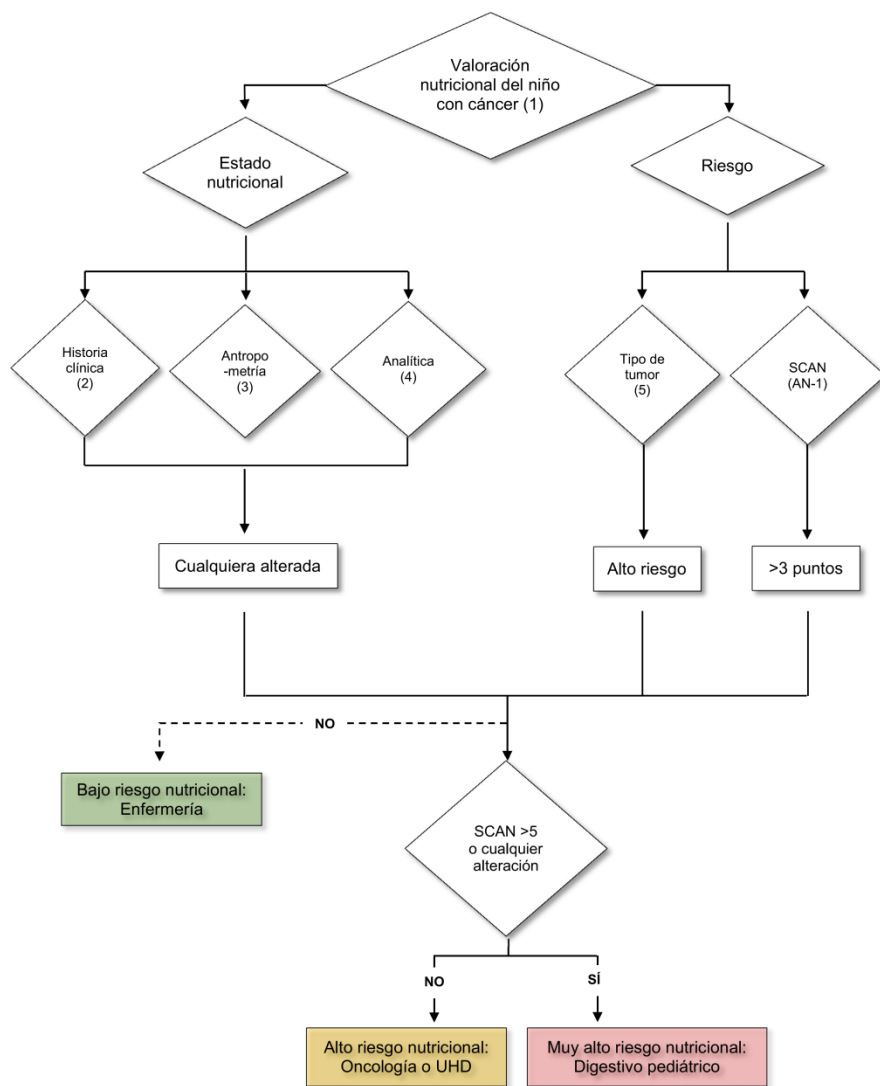 Valoración
nutricional del niño
con cáncer (1)
Estado
nutricional
Riesgo
Historia
clínica
(2)
Antropo
-metría
(3)
Analítica
(4)
Tipo de
tumor
(5)
SCAN
(AN-1)
Cualquiera alterada
Alto riesgo
>3 puntos
NO
Bajo riesgo nutricional:
Enfermería
SCAN >5
o cualquier
alteración
NO
SÍ
Alto riesgo nutricional:
Oncología o UHD
Muy alto riesgo nutricional:
Digestivo pediátrico